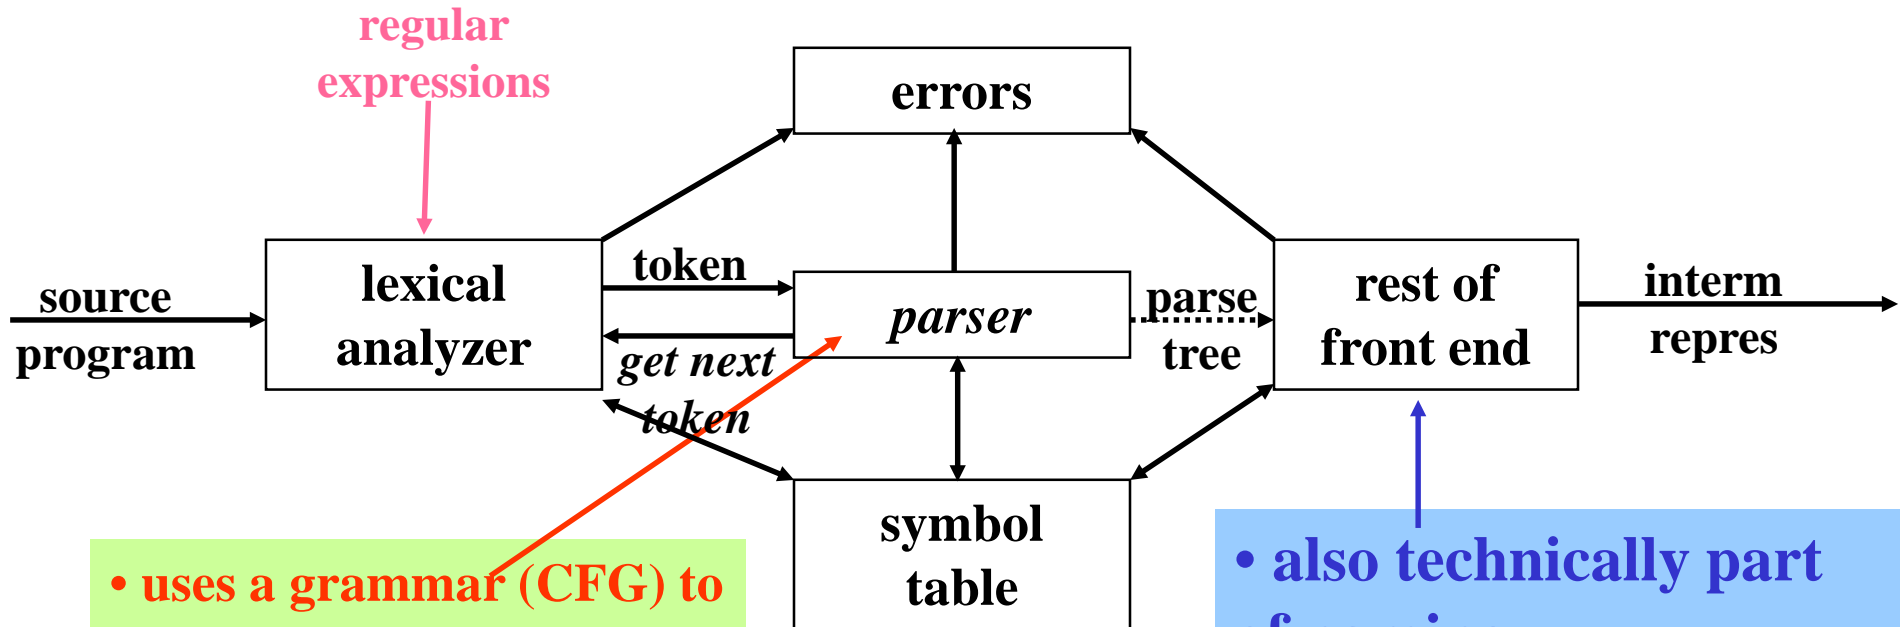 regular
expressions
errors
token
lexical
analyzer
source
program
parser
get next
token
parse
tree
rest of
front end
interm
repres
symbol
table
• uses a grammar (CFG) to
• also technically part